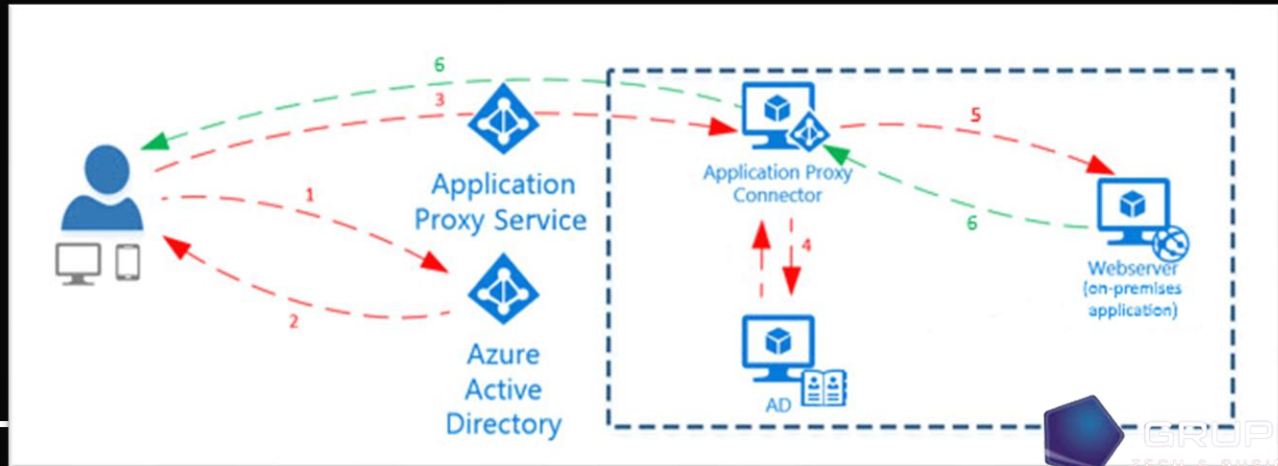 6
3
Application
Proxy Service
1
2
Azure
Active
Directory
Application Proxy
Connector
5
4
6
Webserver
(on-premises
application)
AD
GRUP